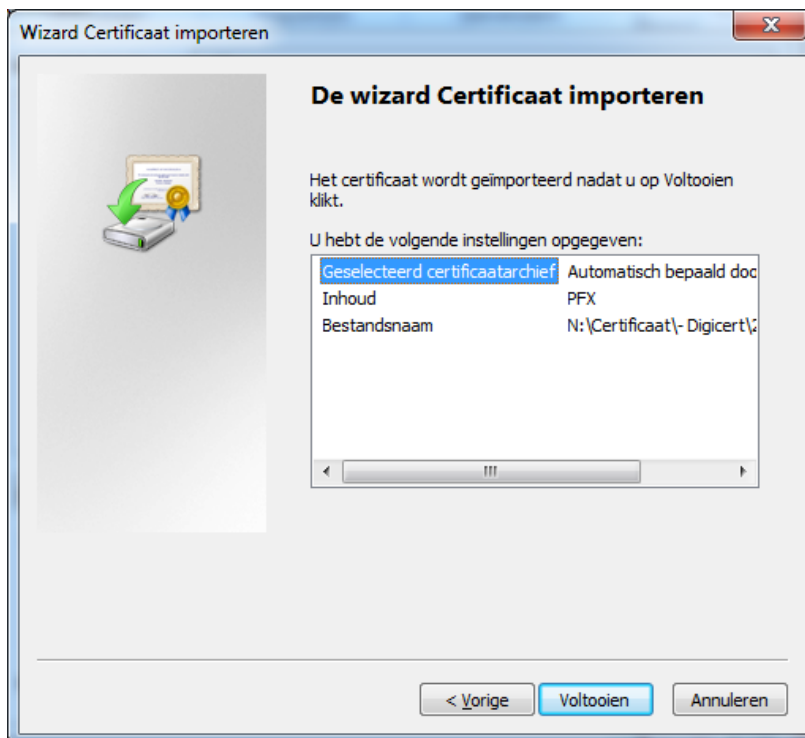 Wizard Certificaat importeren
De wizard Certificaat importeren
Het certificaat wordt geïmporteerd nadat u op Voltooien
klikt.
U hebt de volgende instellingen opgegeven:
Geselecteerd certificaatarchief Automatisch bepaald doo
Inhoud PFX
Bestandsnaam N:\Certificaat\- Digicert\2
< Vorige Voltooien Annuleren